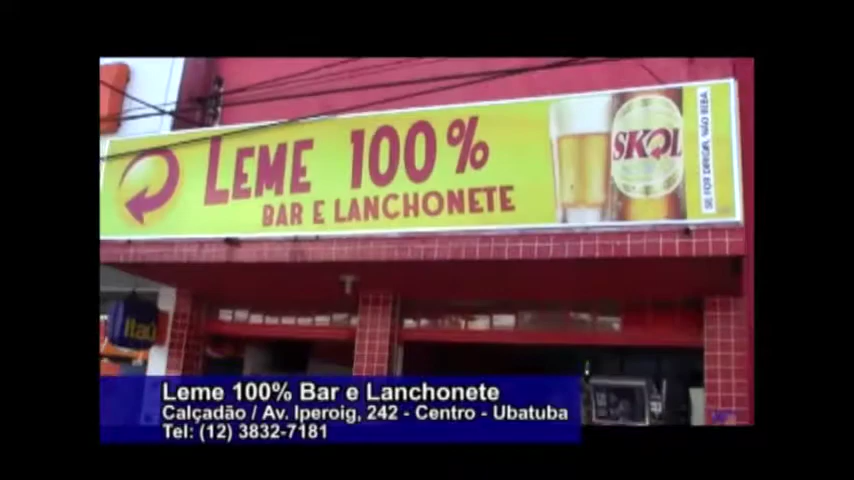 LEME 100%
BAR E LANCHONETE
SKOL
SE FOR DIRIGIR, NÃO BEBA
Itaú
Leme 100% Bar e Lanchonete
Calçadão / Av. Iperoig, 242 - Centro - Ubatuba
Tel: (12) 3832-7181